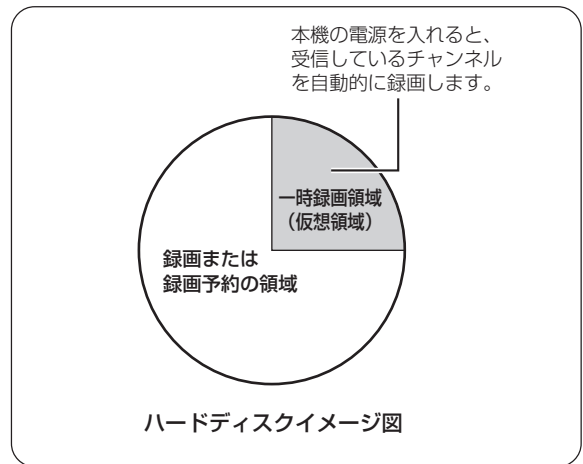 本機の電源を入れると、
受信しているチャンネル
を自動的に録画します。
一時録画領域
（仮想領域）
録画または
録画予約の領域
ハードディスクイメージ図